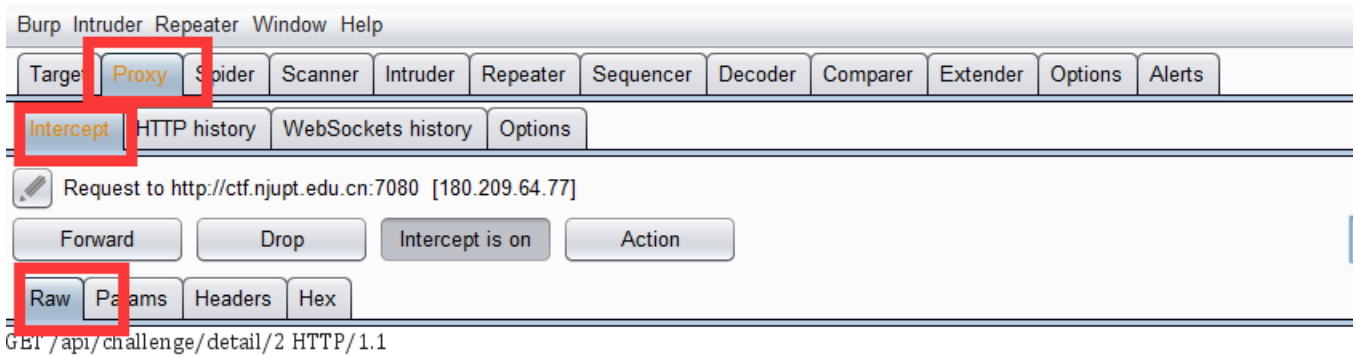 Burp Intruder Repeater Window Help
Target Proxy Spider Scanner Intruder Repeater Sequencer Decoder Comparer Extender Options Alerts
Intercept HTTP history WebSockets history Options
Request to http://ctf.njupt.edu.cn:7080 [180.209.64.77]
Forward Drop Intercept is on Action
Raw Params Headers Hex
GET /api/challenge/detail/2 HTTP/1.1